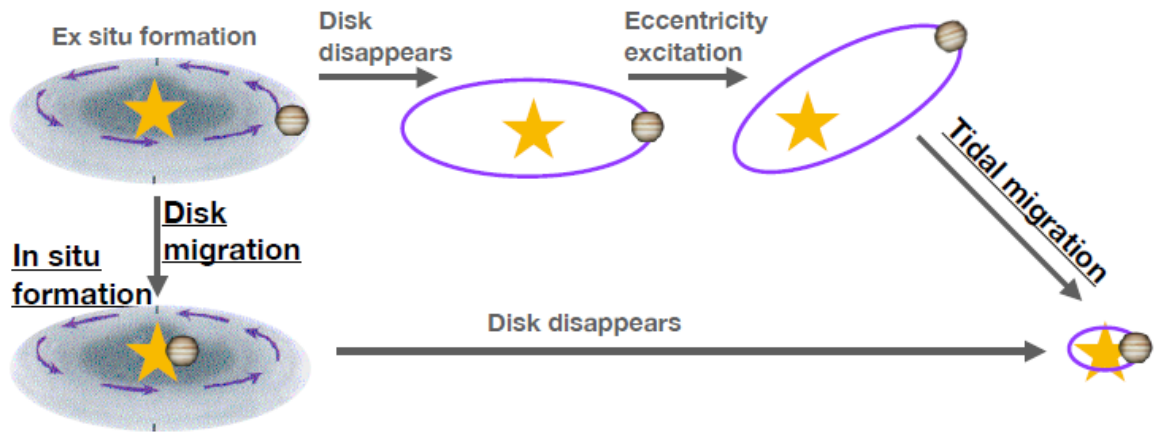 Ex situ formation
Disk
disappears
Eccentricity
excitation
Tidal migration
Disk
migration
In situ
formation
Disk disappears